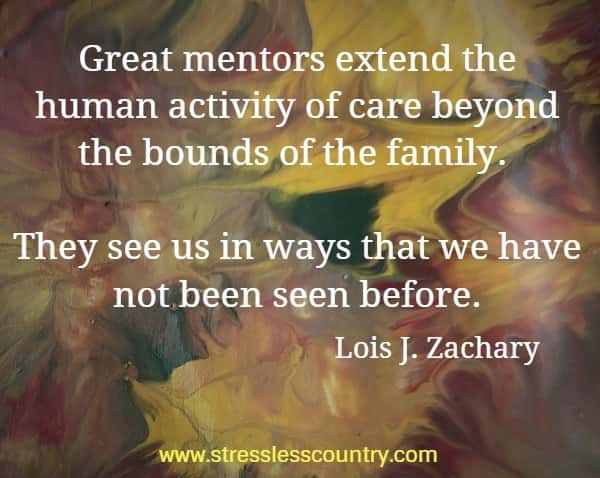 Great mentors extend the
human activity of care beyond
the bounds of the family.
They see us in ways that we have
not been seen before.
Lois J. Zachary
www.stresslesscountry.com